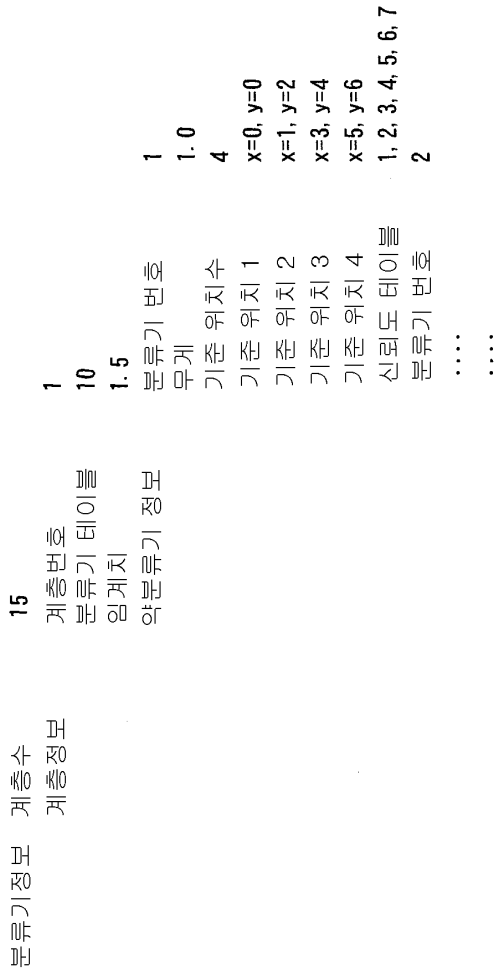 분류기정보 계층수 15
계층정보 계층번호 1
분류기 테이블 10
임계치 1.5
약분류기 정보 분류기 번호 1
무게 1.0
기준 위치수 4
기준 위치 1 x=0, y=0
기준 위치 2 x=1, y=2
기준 위치 3 x=3, y=4
기준 위치 4 x=5, y=6
신뢰도 테이블 1, 2, 3, 4, 5, 6, 7
분류기 번호 2
....
....